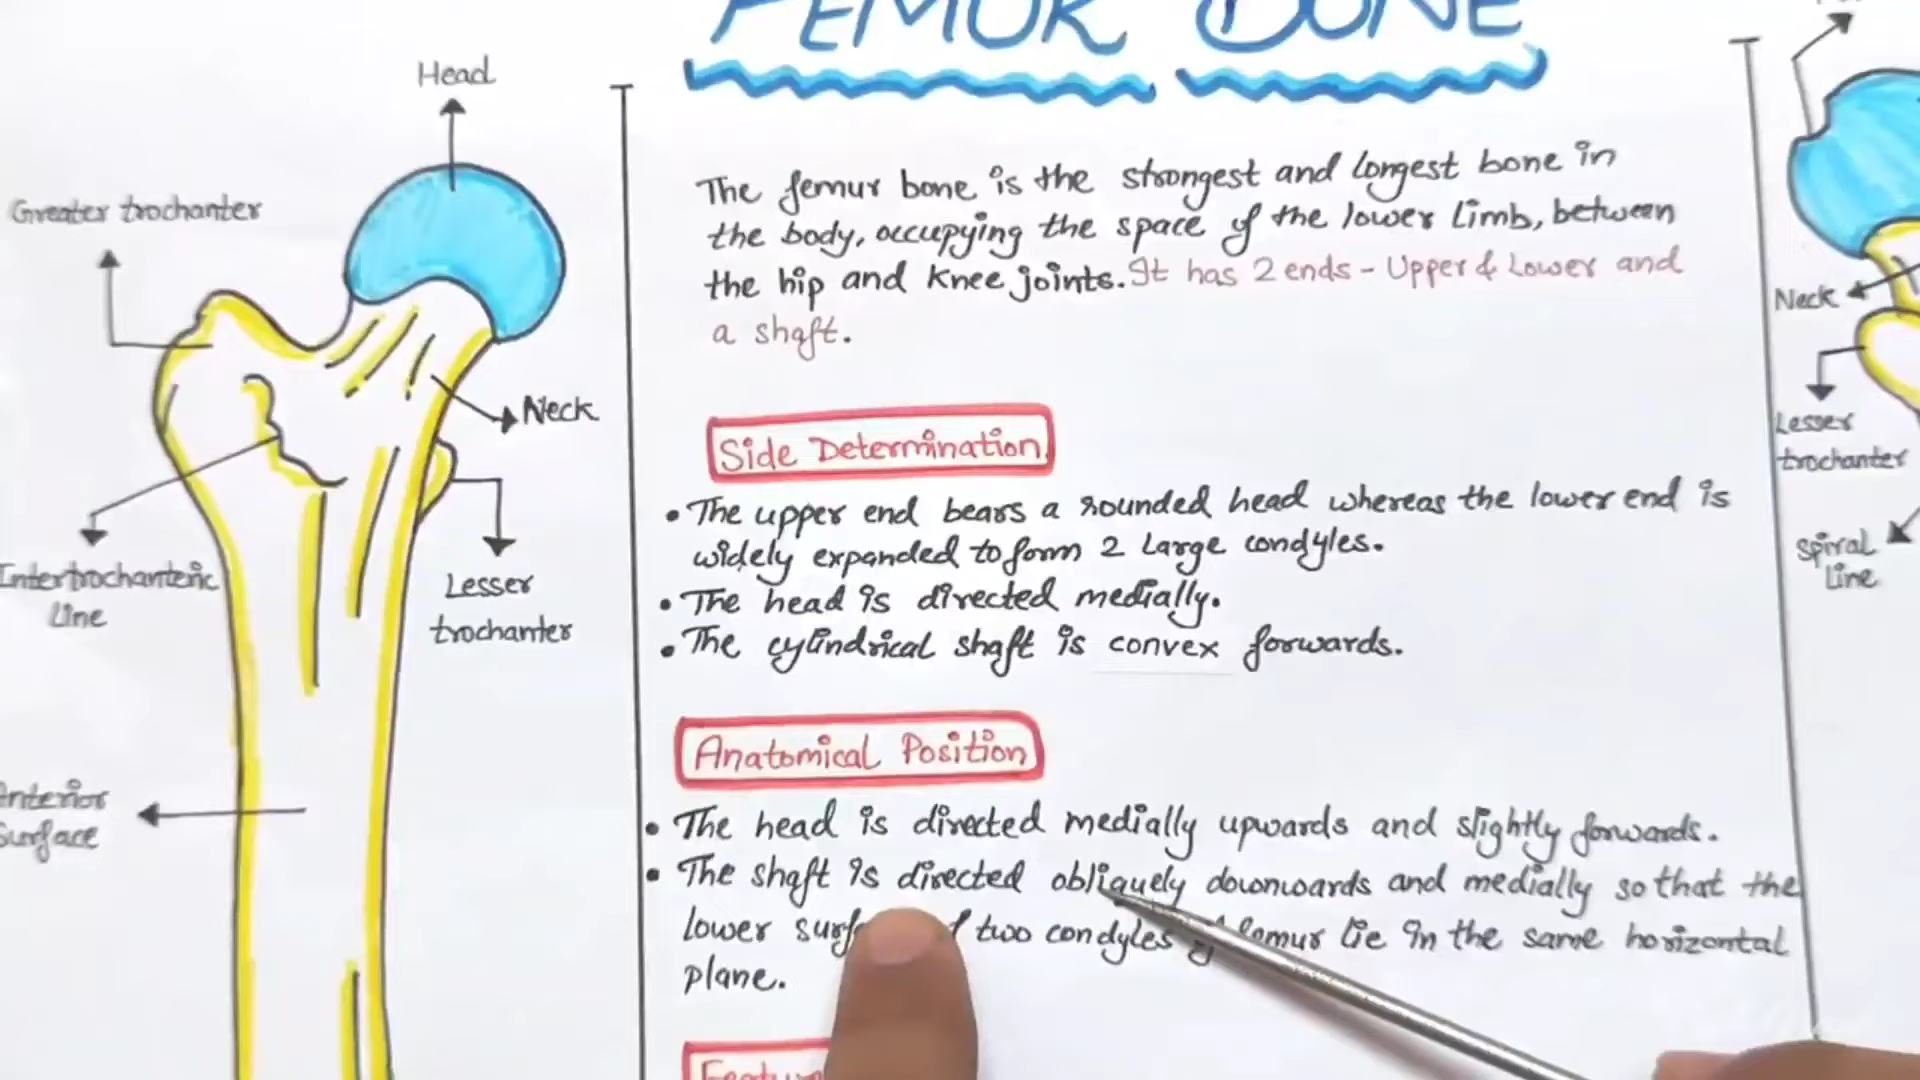 FEMUR BONE
Head
Greater trochanter
Neck
Intertrochanteric
Line
Lesser
trochanter
Anterior
Surface
The femur bone is the strongest and longest bone in
the body, occupying the space of the lower limb, between
the hip and knee joints. It has 2 ends - Upper & Lower and
a shaft.
Side Determination
• The upper end bears a rounded head whereas the lower end is
widely expanded to form 2 large condyles.
• The head is directed medially.
• The cylindrical shaft is convex forwards.
Anatomical Position
• The head is directed medially upwards and slightly forwards.
• The shaft is directed obliquely downwards and medially so that the
lower two condyles femur lie in the same horizontal
plane.
Neck
Lesser
trochanter
Spiral
Line